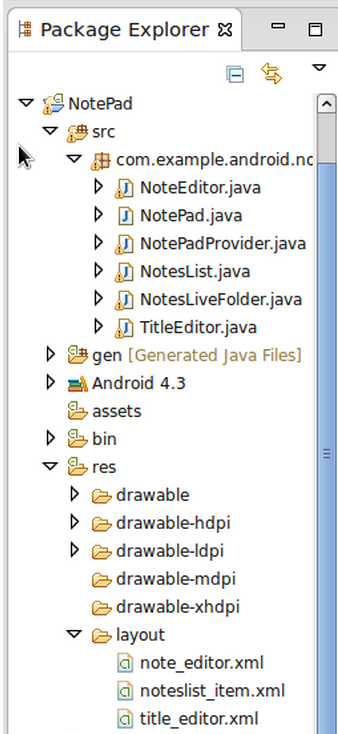 Package Explorer
NotePad
src
com.example.android.nc
NoteEditor.java
NotePad.java
NotePadProvider.java
NotesList.java
NotesLiveFolder.java
TitleEditor.java
gen [Generated Java Files]
Android 4.3
assets
bin
res
drawable
drawable-hdpi
drawable-ldpi
drawable-mdpi
drawable-xhdpi
layout
note_editor.xml
noteslist_item.xml
title_editor.xml